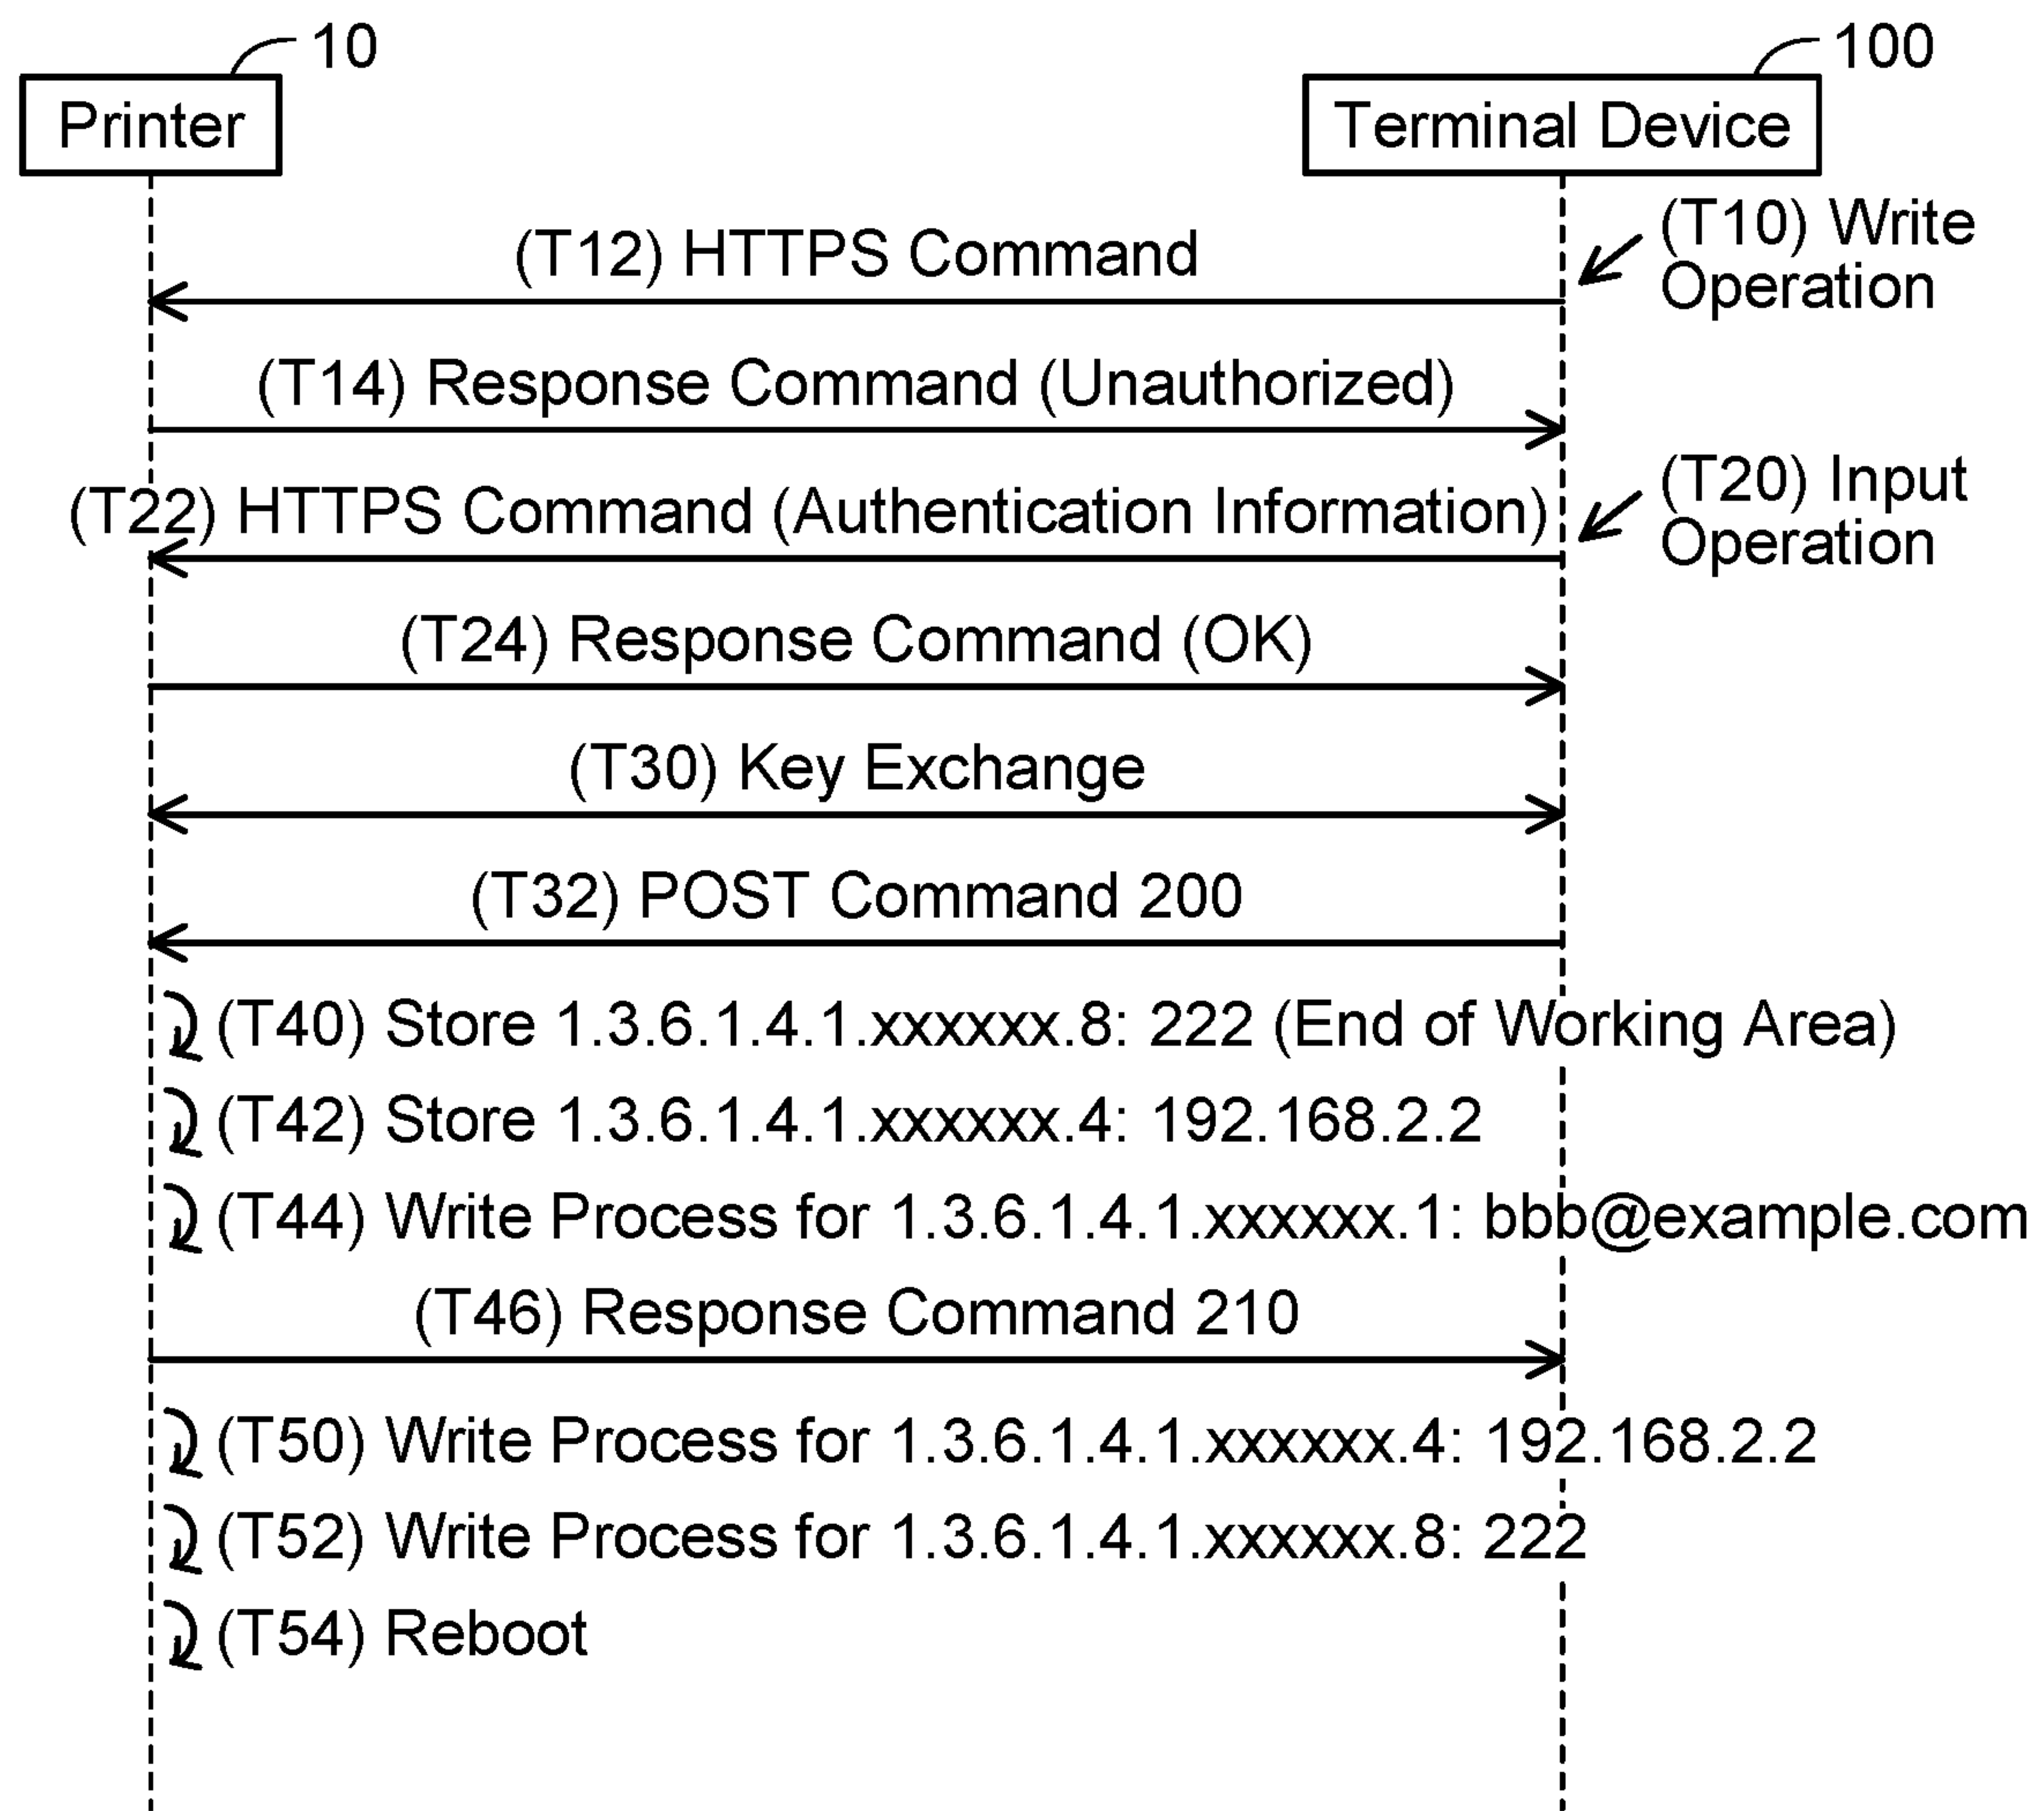 10
100
Printer
Terminal Device
(T10) Write
Operation
(T12) HTTPS Command
(T14) Response Command (Unauthorized)
(T20) Input
Operation
(T22) HTTPS Command (Authentication Information)
(T24) Response Command (OK)
(T30) Key Exchange
(T32) POST Command 200
(T40) Store 1.3.6.1.4.1.xxxxxx.8: 222 (End of Working Area)
(T42) Store 1.3.6.1.4.1.xxxxxx.4: 192.168.2.2
(T44) Write Process for 1.3.6.1.4.1.xxxxxx.1: bbb@example.com
(T46) Response Command 210
(T50) Write Process for 1.3.6.1.4.1.xxxxxx.4: 192.168.2.2
(T52) Write Process for 1.3.6.1.4.1.xxxxxx.8: 222
(T54) Reboot